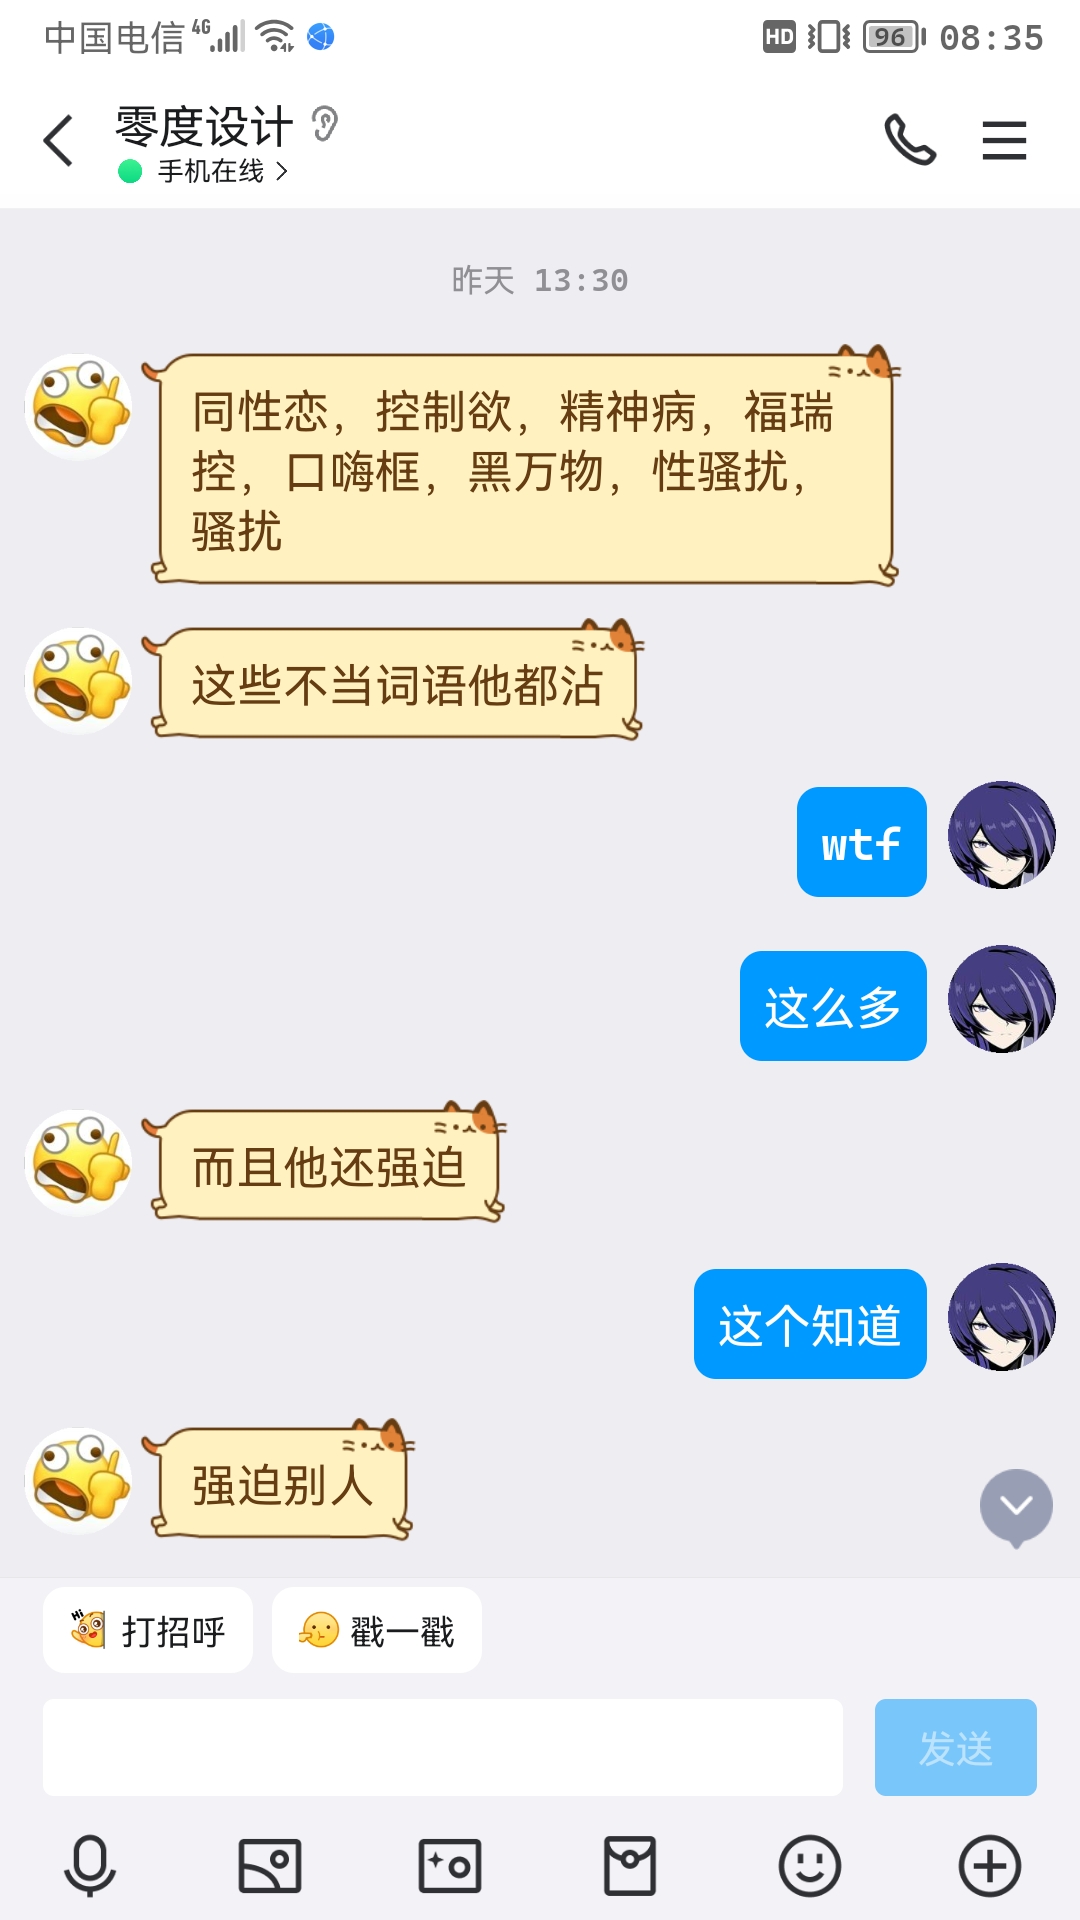 中国电信 4G HD 96 08:35
零度设计
手机在线
昨天 13:30
同性恋，控制欲，精神病，福瑞
控，口嗨框，黑万物，性骚扰，
骚扰
这些不当词语他都沾
wtf
这么多
而且他还强迫
这个知道
强迫别人
Hi 打招呼 戳一戳
发送